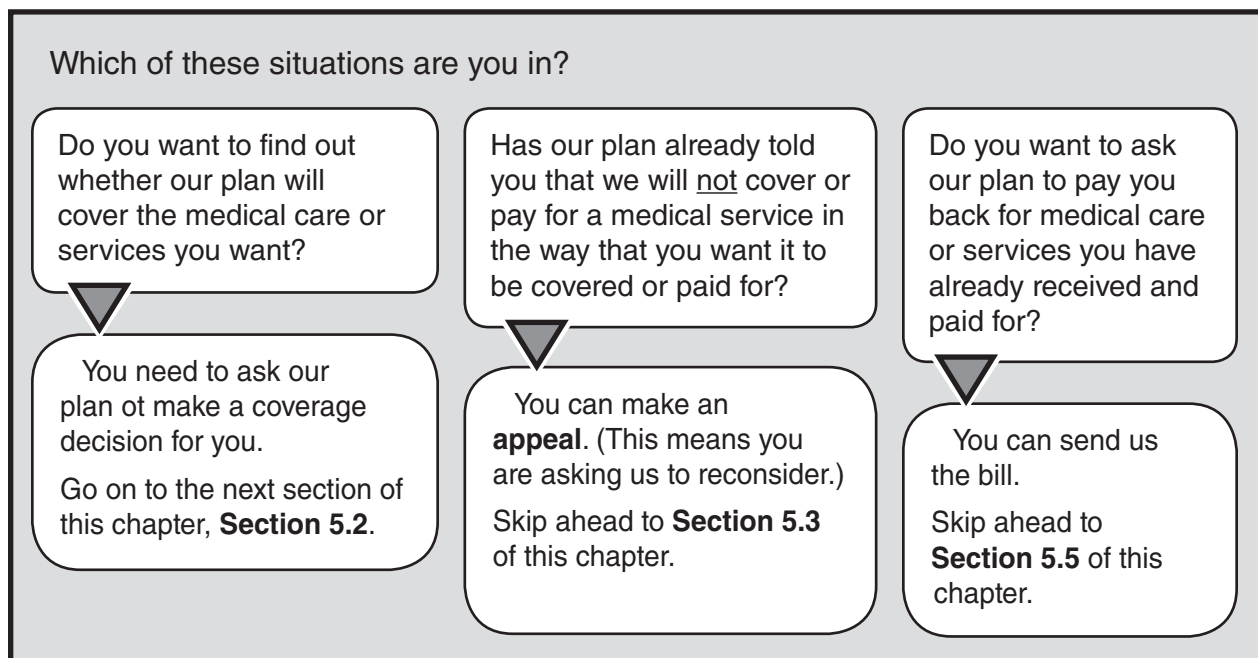 Which of these situations are you in?
Do you want to find out
whether our plan will
cover the medical care or
services you want?
You need to ask our
plan ot make a coverage
decision for you.
Go on to the next section of
this chapter, Section 5.2.
Has our plan already told
you that we will not cover or
pay for a medical service in
the way that you want it to
be covered or paid for?
You can make an
appeal. (This means you
are asking us to reconsider.)
Skip ahead to Section 5.3
of this chapter.
Do you want to ask
our plan to pay you
back for medical care
or services you have
already received and
paid for?
You can send us
the bill.
Skip ahead to
Section 5.5 of this
chapter.